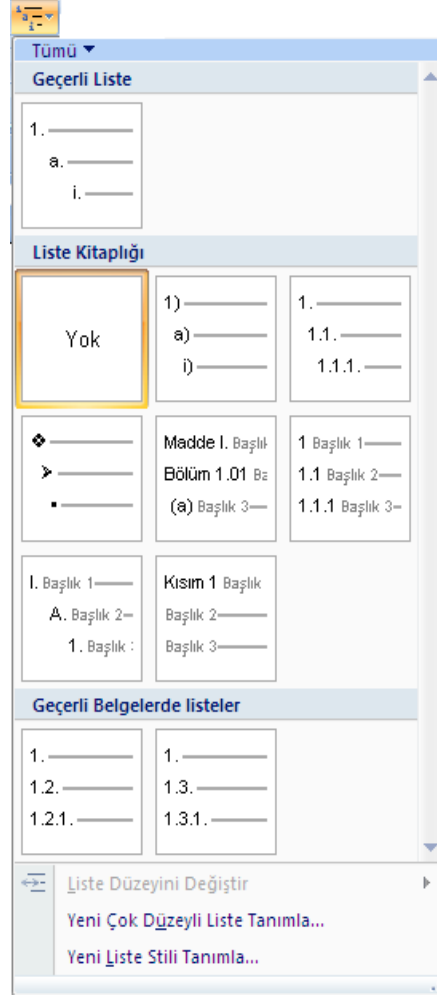 Tümü
Geçerli Liste
1.
a.
i.
Liste Kitaplığı
Yok
1)
a)
i)
1.
1.1.
1.1.1.
Madde I. Başlık
Bölüm 1.01 Ba
(a) Başlık 3
1 Başlık 1
1.1 Başlık 2
1.1.1 Başlık 3
I. Başlık 1
A. Başlık 2
1. Başlık
Kısım 1 Başlık
Başlık 2
Başlık 3
Geçerli Belgelerde listeler
1.
1.2.
1.2.1.
1.
1.3.
1.3.1.
Liste Düzeyini Değiştir
Yeni Çok Düzeyli Liste Tanımla...
Yeni Liste Stili Tanımla...